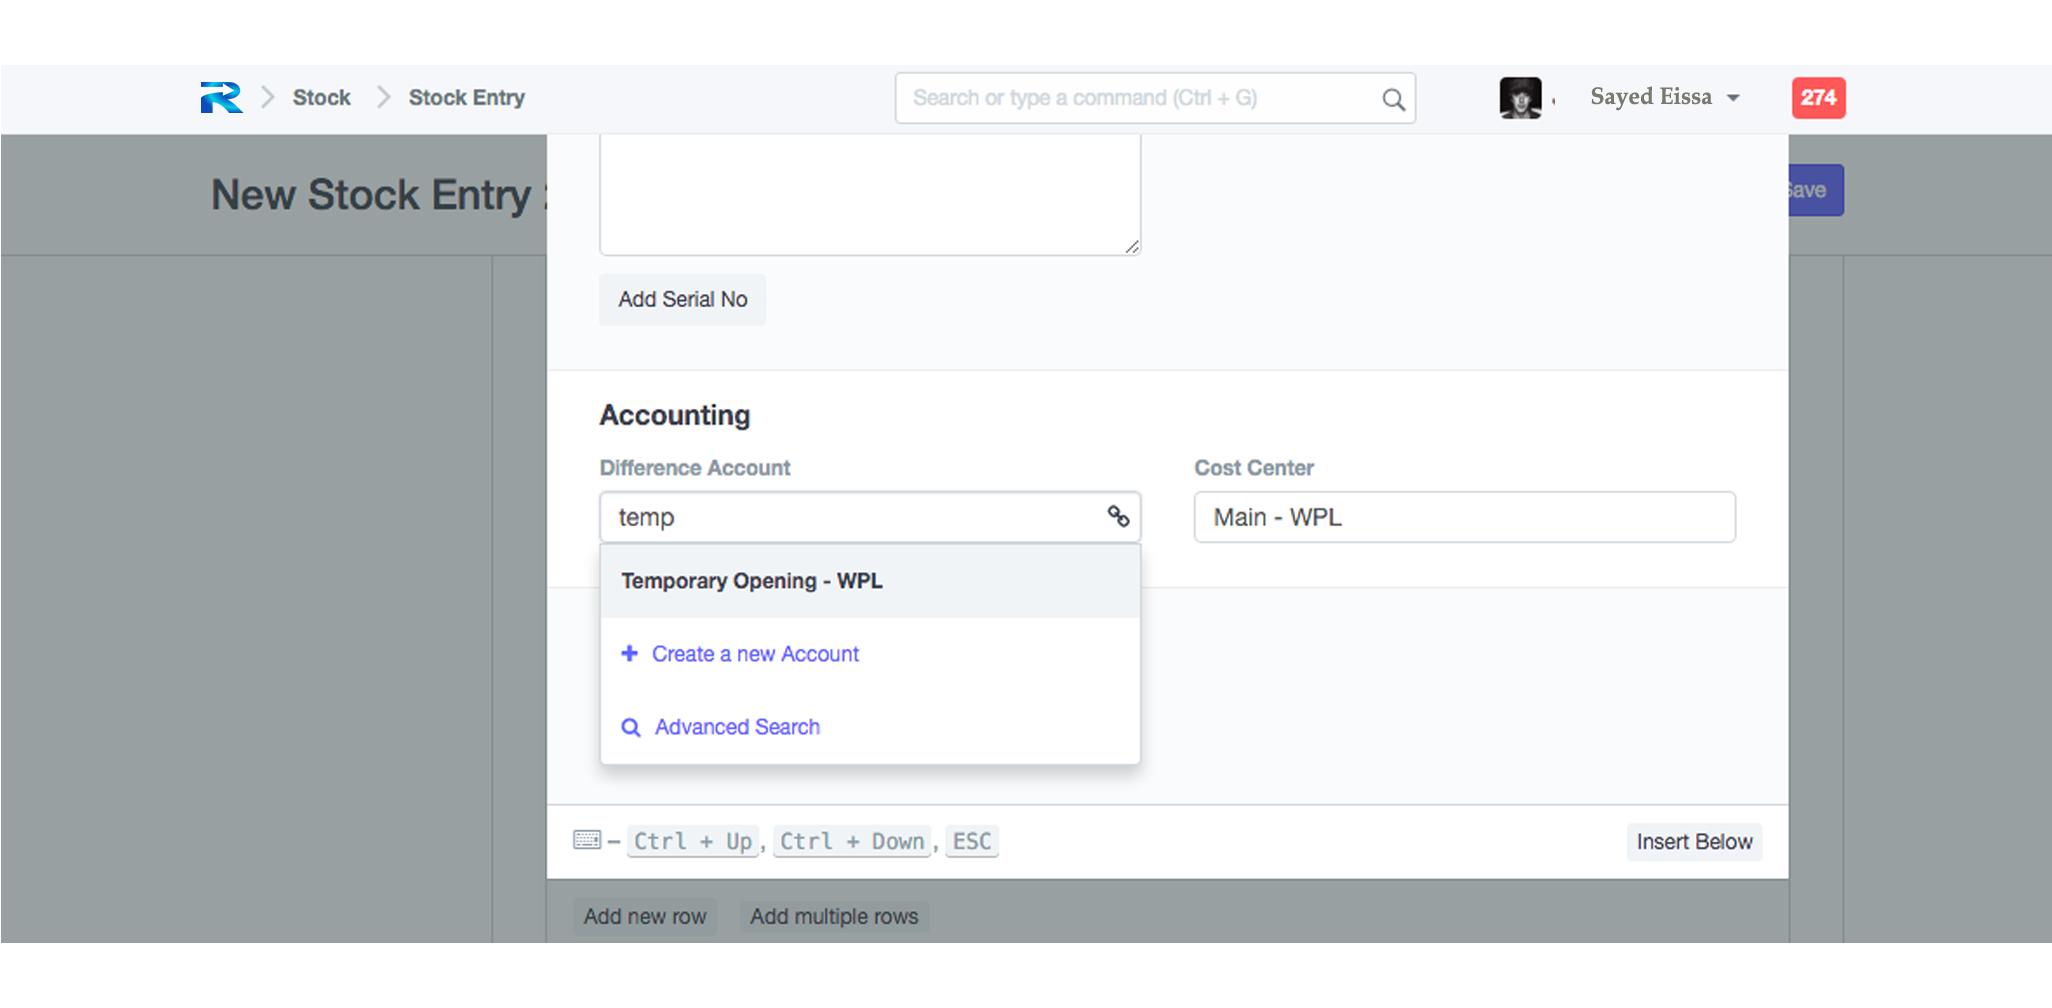 Stock Stock Entry Search or type a command (Ctrl + G) Sayed Eissa 274
New Stock Entry
Save
Add Serial No
Accounting
Difference Account Cost Center
temp Main - WPL
Temporary Opening - WPL
Create a new Account
Advanced Search
– Ctrl + Up, Ctrl + Down, ESC Insert Below
Add new row Add multiple rows